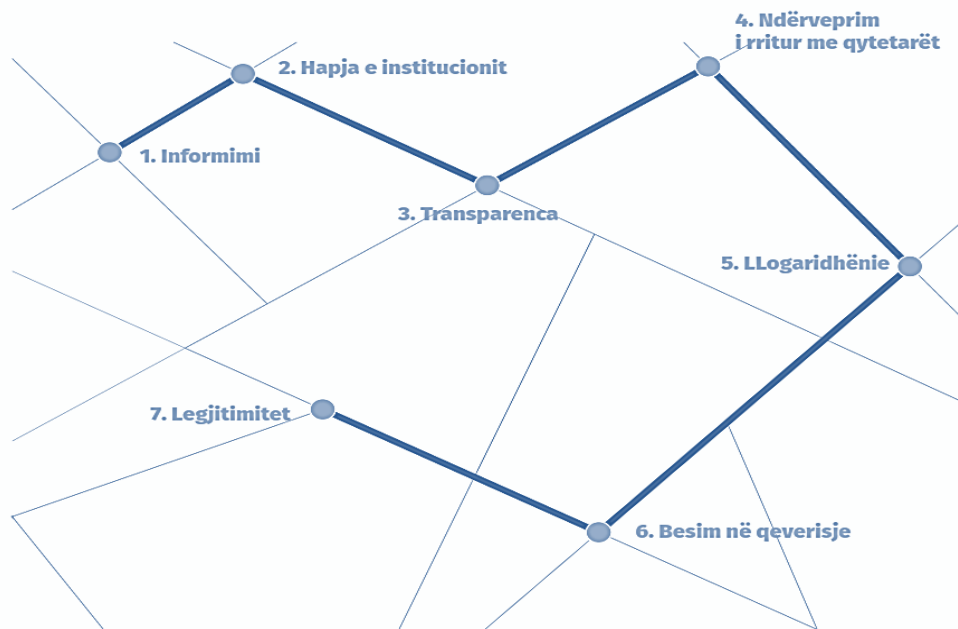 1. Informimi
2. Hapja e institucionit
3. Transparenca
4. Ndërveprim
i rritur me qytetarët
5. LLogaridhënie
6. Besim në qeverisje
7. Legjitimitet